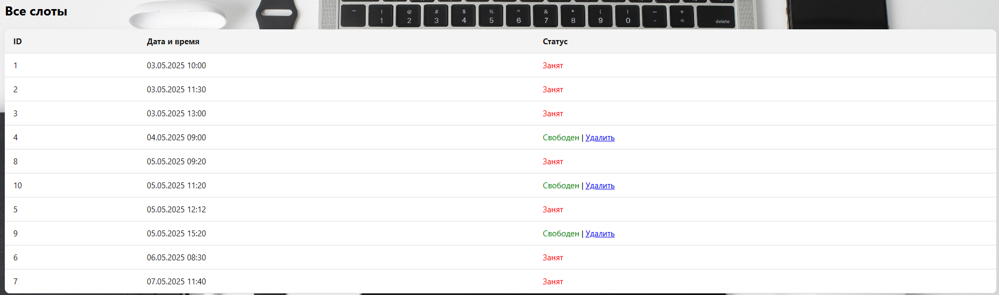 Все слоты
~ ! @ # $ % ^ & * ( ) — +
1 2 3 4 5 6 7 8 9 0 - = delete
ID Дата и время Статус
1 03.05.2025 10:00 Занят
2 03.05.2025 11:30 Занят
3 03.05.2025 13:00 Занят
4 04.05.2025 09:00 Свободен | Удалить
8 05.05.2025 09:20 Занят
10 05.05.2025 11:20 Свободен | Удалить
5 05.05.2025 12:12 Занят
9 05.05.2025 15:20 Свободен | Удалить
6 06.05.2025 08:30 Занят
7 07.05.2025 11:40 Занят